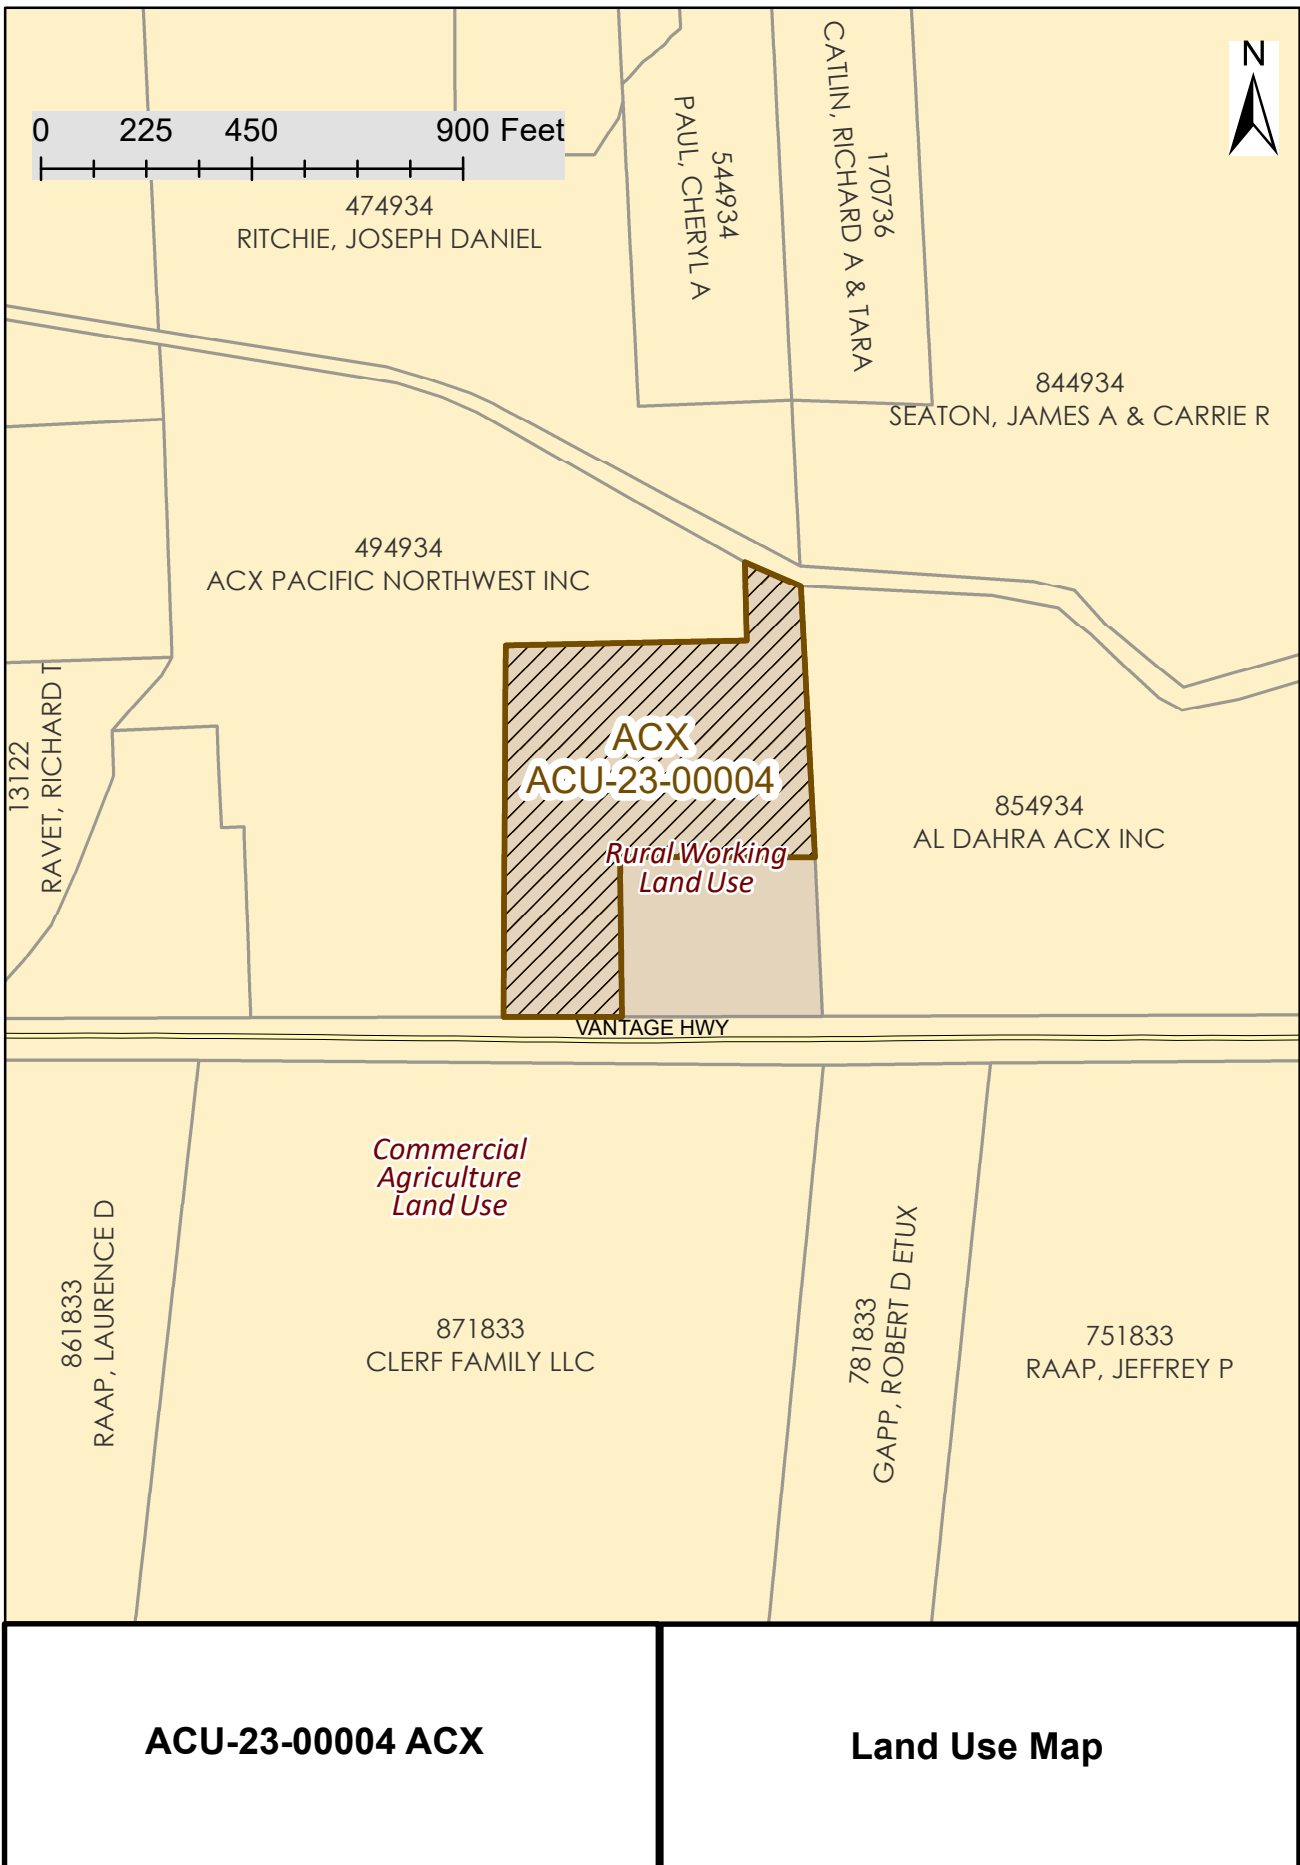 N
0 225 450 900 Feet
474934
RITCHIE, JOSEPH DANIEL
544934
PAUL, CHERYL A
170736
CATLIN, RICHARD A & TARA
844934
SEATON, JAMES A & CARRIE R
494934
ACX PACIFIC NORTHWEST INC
13122
RAVET, RICHARD T
ACX
ACU-23-00004
Rural Working
Land Use
854934
AL DAHRA ACX INC
VANTAGE HWY
Commercial
Agriculture
Land Use
861833
RAAP, LAURENCE D
871833
CLERF FAMILY LLC
781833
GAPP, ROBERT D ETUX
751833
RAAP, JEFFREY P
ACU-23-00004 ACX
Land Use Map